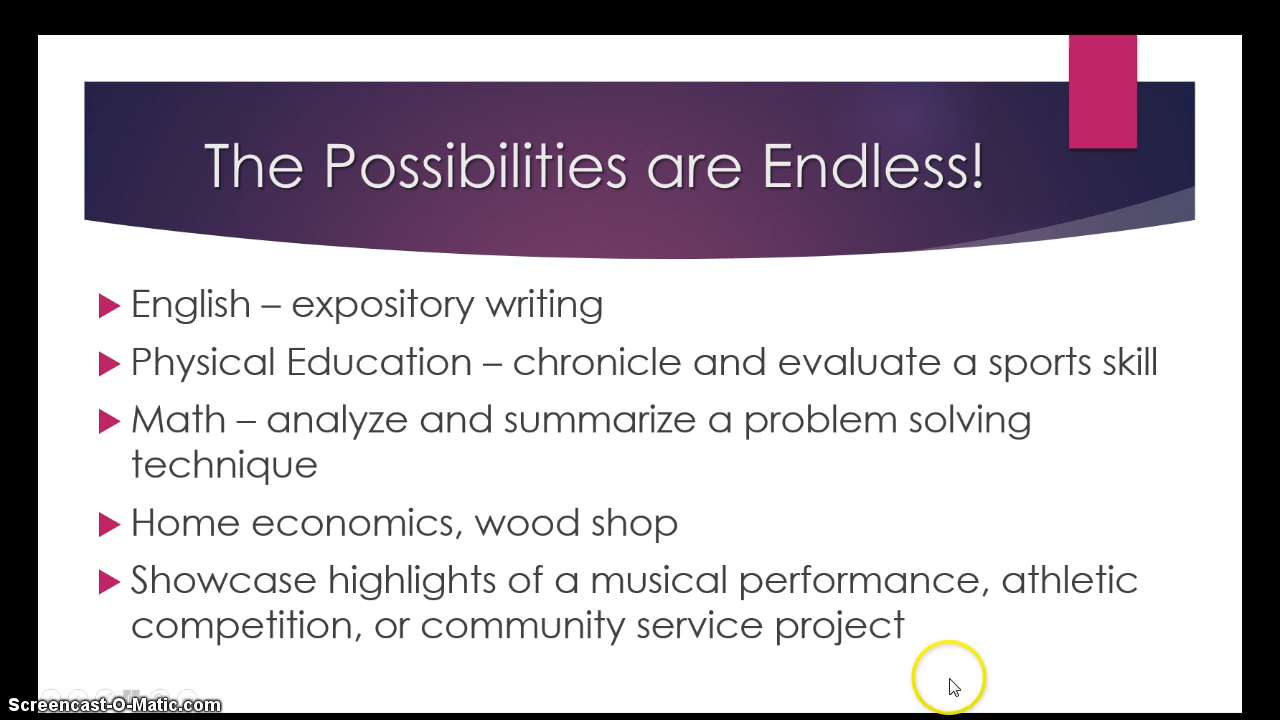 The Possibilities are Endless!
English – expository writing
Physical Education – chronicle and evaluate a sports skill
Math – analyze and summarize a problem solving
technique
Home economics, wood shop
Showcase highlights of a musical performance, athletic
competition, or community service project
Screencast-O-Matic.com